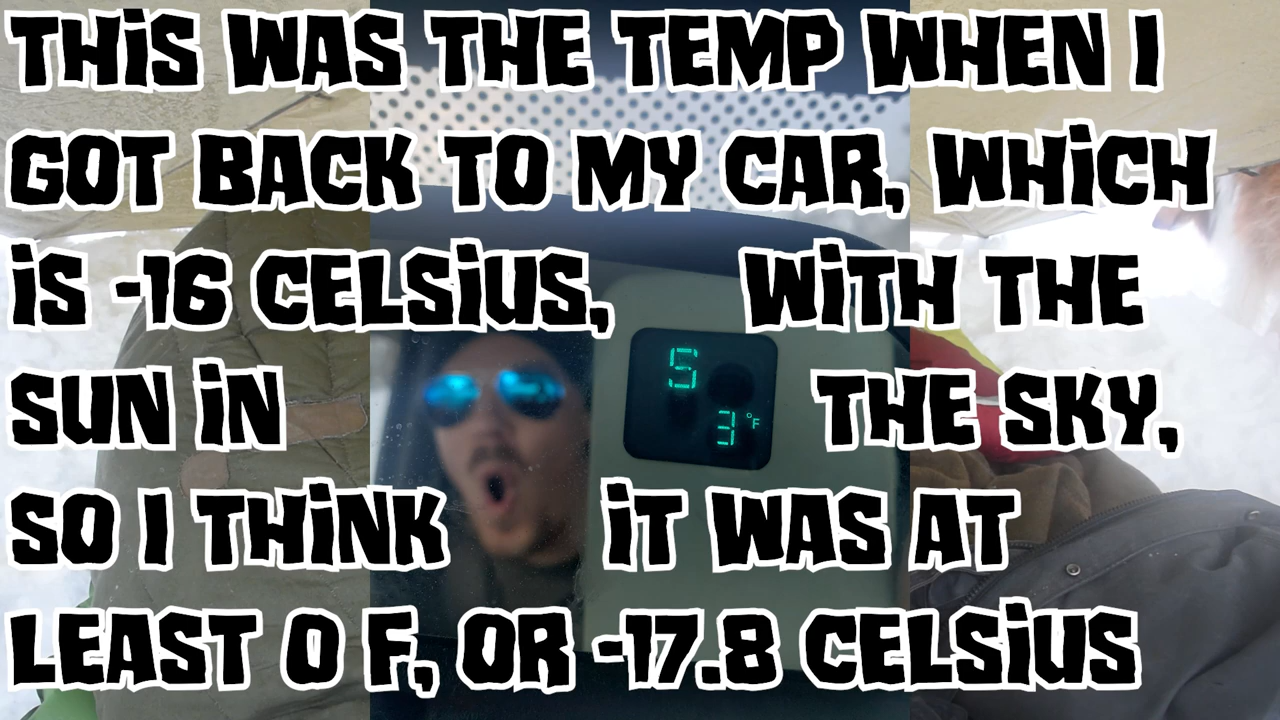 THiS WAS THE TEMP WHEN I
GOT BACK TO MY CAR, WHiCH
iS -16 CELSiUS, WiTH THE
SUN iN THE SKY,
S
3 °F
SO I THiNK iT WAS AT
LEAST 0 F, OR -17.8 CELSiUS